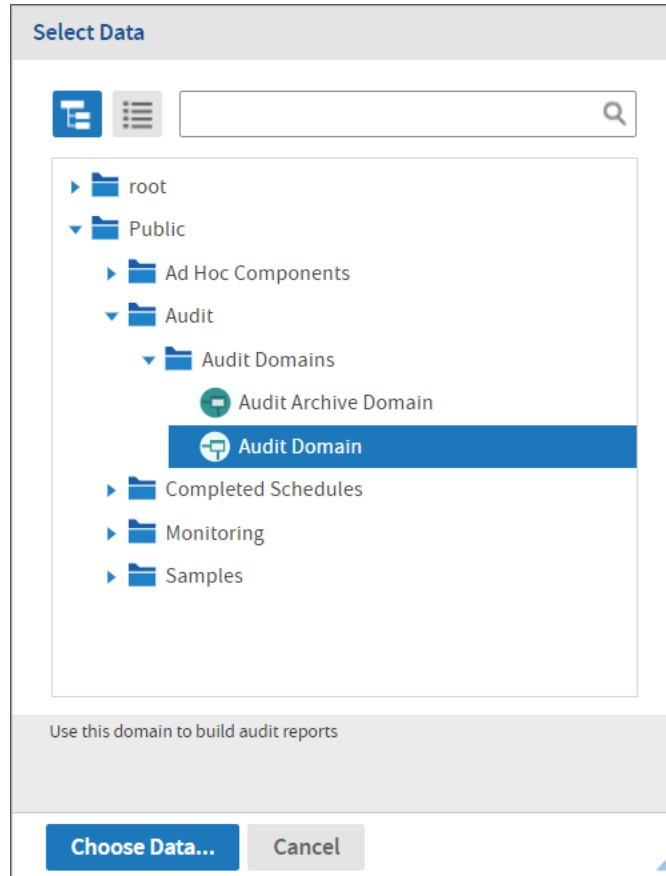 Select Data
root
Public
Ad Hoc Components
Audit
Audit Domains
Audit Archive Domain
Audit Domain
Completed Schedules
Monitoring
Samples
Use this domain to build audit reports
Choose Data... Cancel